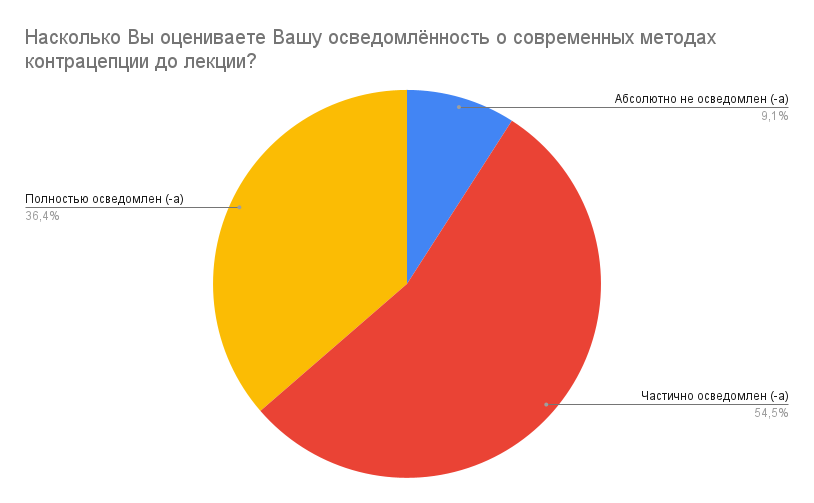 Насколько Вы оцениваете Вашу осведомлённость о современных методах
контрацепции до лекции?
Абсолютно не осведомлен (-а)
9,1%
Полностью осведомлен (-а)
36,4%
Частично осведомлен (-а)
54,5%